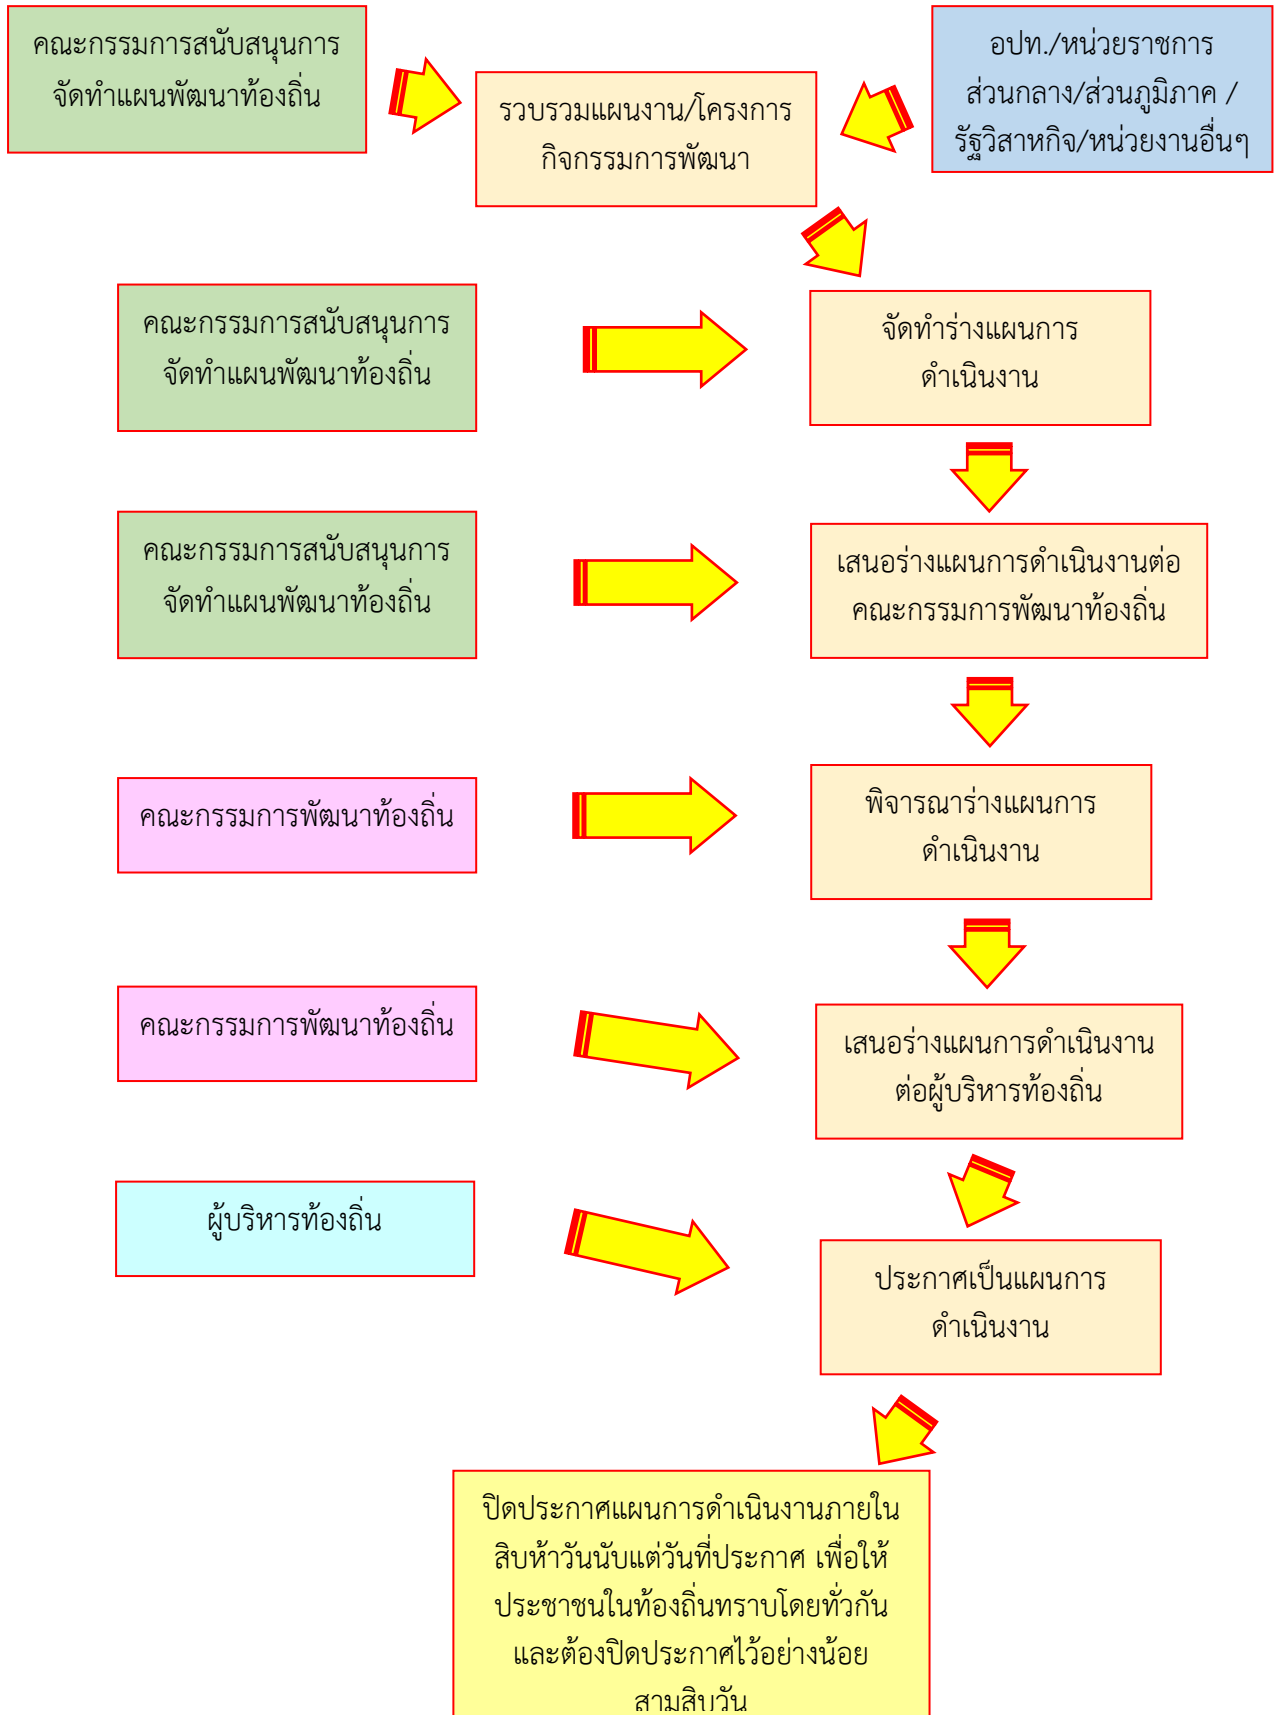 คณะกรรมการสนับสนุนการ
จัดทำแผนพัฒนาท้องถิ่น
รวบรวมแผนงาน/โครงการ
กิจกรรมการพัฒนา
อปท./หน่วยราชการ
ส่วนกลาง/ส่วนภูมิภาค /
รัฐวิสาหกิจ/หน่วยงานอื่นๆ
คณะกรรมการสนับสนุนการ
จัดทำแผนพัฒนาท้องถิ่น
จัดทำร่างแผนการ
ดำเนินงาน
คณะกรรมการสนับสนุนการ
จัดทำแผนพัฒนาท้องถิ่น
เสนอร่างแผนการดำเนินงานต่อ
คณะกรรมการพัฒนาท้องถิ่น
คณะกรรมการพัฒนาท้องถิ่น
พิจารณาร่างแผนการ
ดำเนินงาน
คณะกรรมการพัฒนาท้องถิ่น
เสนอร่างแผนการดำเนินงาน
ต่อผู้บริหารท้องถิ่น
ผู้บริหารท้องถิ่น
ประกาศเป็นแผนการ
ดำเนินงาน
ปิดประกาศแผนการดำเนินงานภายใน
สิบห้าวันนับแต่วันที่ประกาศ เพื่อให้
ประชาชนในท้องถิ่นทราบโดยทั่วกัน
และต้องปิดประกาศไว้อย่างน้อย
สามสิบวัน